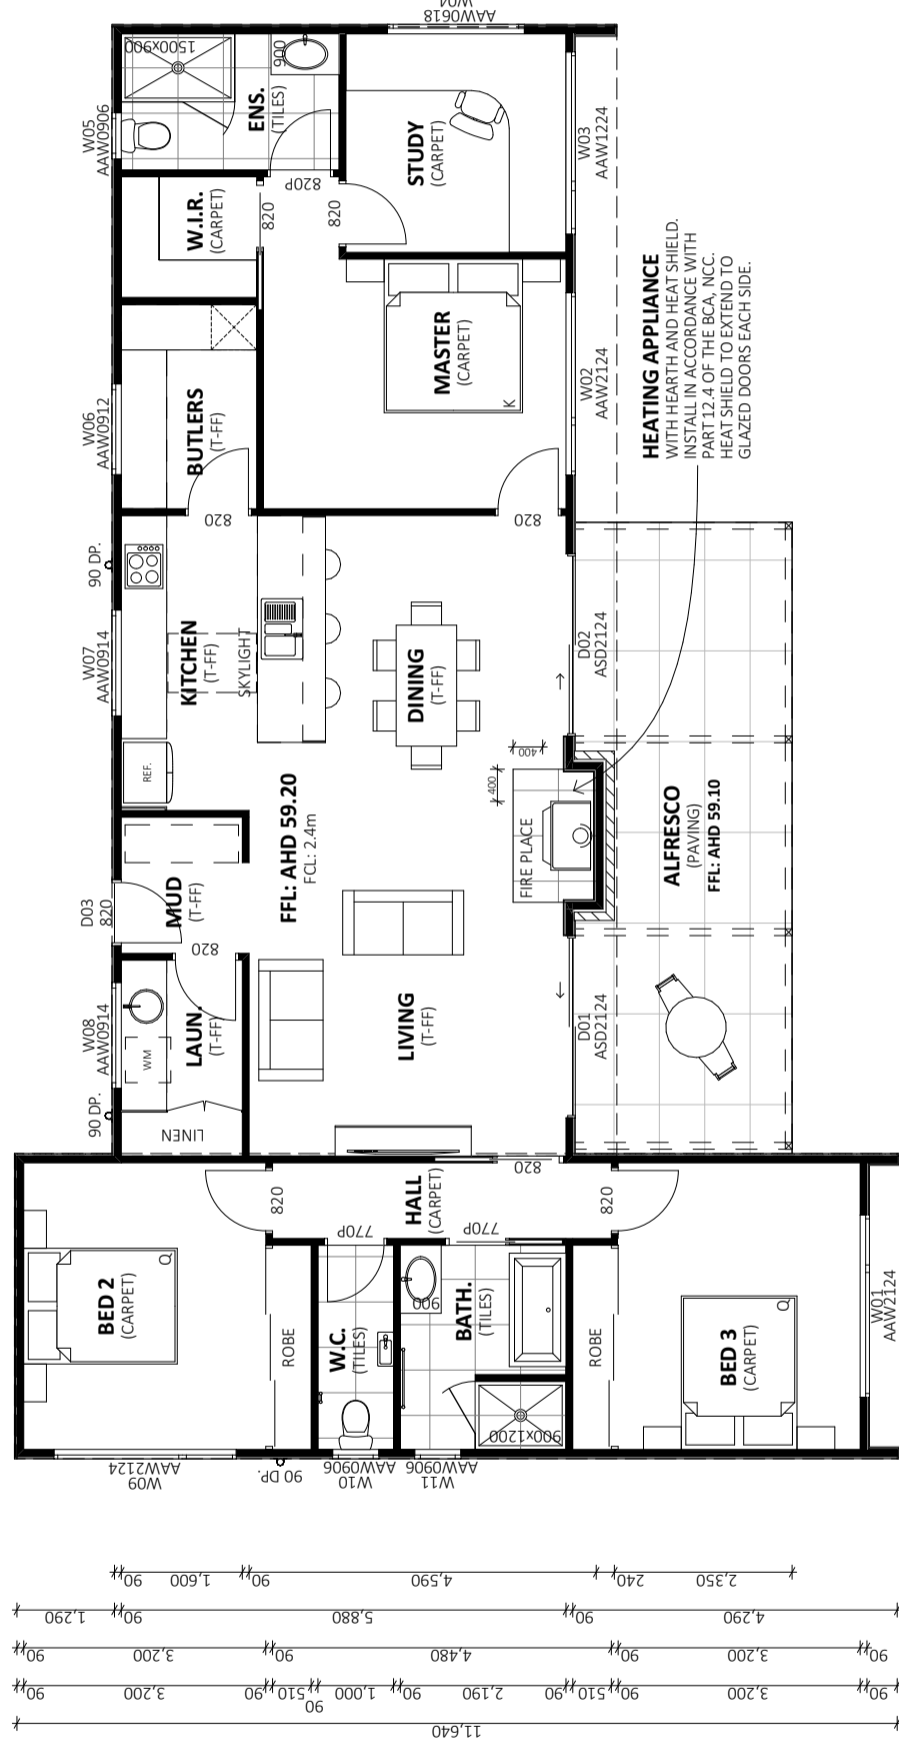 W04
AAW0618
1500x900
900
ENS.
(TILES)
W05
AAW0906
820P
STUDY
(CARPET)
W03
AAW1224
W.I.R.
(CARPET)
820
820
MASTER
(CARPET)
K
W02
AAW2124
HEATING APPLIANCE
WITH HEARTH AND HEAT SHIELD.
INSTALL IN ACCORDANCE WITH
PART 12.4 OF THE BCA, NCC.
HEAT SHIELD TO EXTEND TO
GLAZED DOORS EACH SIDE.
W06
AAW0912
BUTLERS
(T-FF)
820
820
90 DP.
W07
AAW0914
KITCHEN
(T-FF)
SKYLIGHT
DINING
(T-FF)
D02
ASD2124
REF.
400
400
FIRE PLACE
FFL: AHD 59.20
FCL: 2.4m
ALFRESCO
(PAVING)
FFL: AHD 59.10
D03
820
MUD
(T-FF)
820
W08
AAW0914
WM
LAUN.
(T-FF)
90 DP.
LINEN
LIVING
(T-FF)
D01
ASD2124
820
HALL
(CARPET)
820
820
770P
770P
BED 2
(CARPET)
Q
ROBE
W.C.
(TILES)
900
BATH.
(TILES)
900x1200
ROBE
BED 3
(CARPET)
Q
W01
AAW2124
W09
AAW2124
90 DP.
W10
AAW0906
W11
AAW0906
90
1,600
90
4,590
240
2,350
1,290
90
5,880
90
4,290
90
3,200
90
4,480
90
3,200
90
90
3,200
90
510
90
1,000
90
2,190
90
510
90
3,200
90
11,640